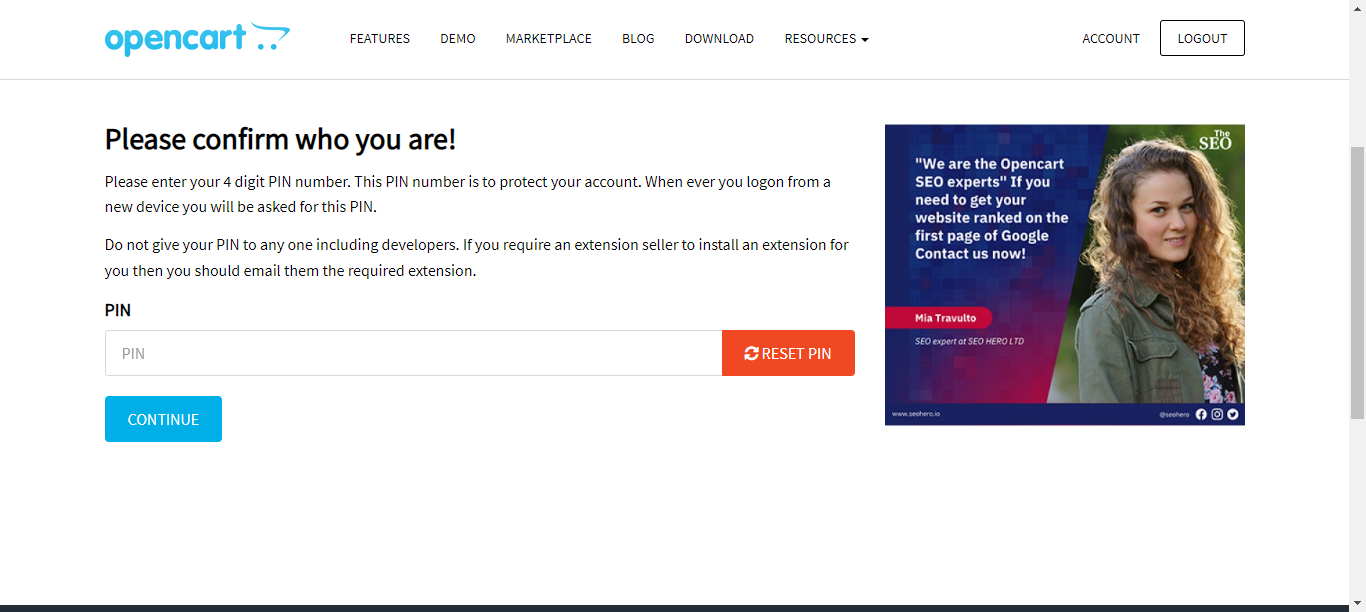 opencart
FEATURES
DEMO
MARKETPLACE
BLOG
DOWNLOAD
RESOURCES
ACCOUNT
LOGOUT
Please confirm who you are!
Please enter your 4 digit PIN number. This PIN number is to protect your account. When ever you logon from a
new device you will be asked for this PIN.
Do not give your PIN to any one including developers. If you require an extension seller to install an extension for
you then you should email them the required extension.
PIN
PIN
RESET PIN
CONTINUE
The
SEO
"We are the Opencart
SEO experts" If you
need to get your
website ranked on the
first page of Google
Contact us now!
Mia Travulto
SEO expert at SEO HERO LTD
www.seohero.io
@seohero